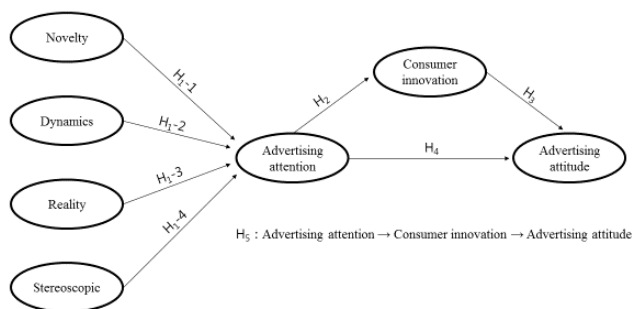 Novelty
Dynamics
Reality
Stereoscopic
H₁-1
H₁-2
H₁-3
H₁-4
Advertising
attention
H₂
Consumer
innovation
H₃
H₄
Advertising
attitude
H₅ : Advertising attention → Consumer innovation → Advertising attitude